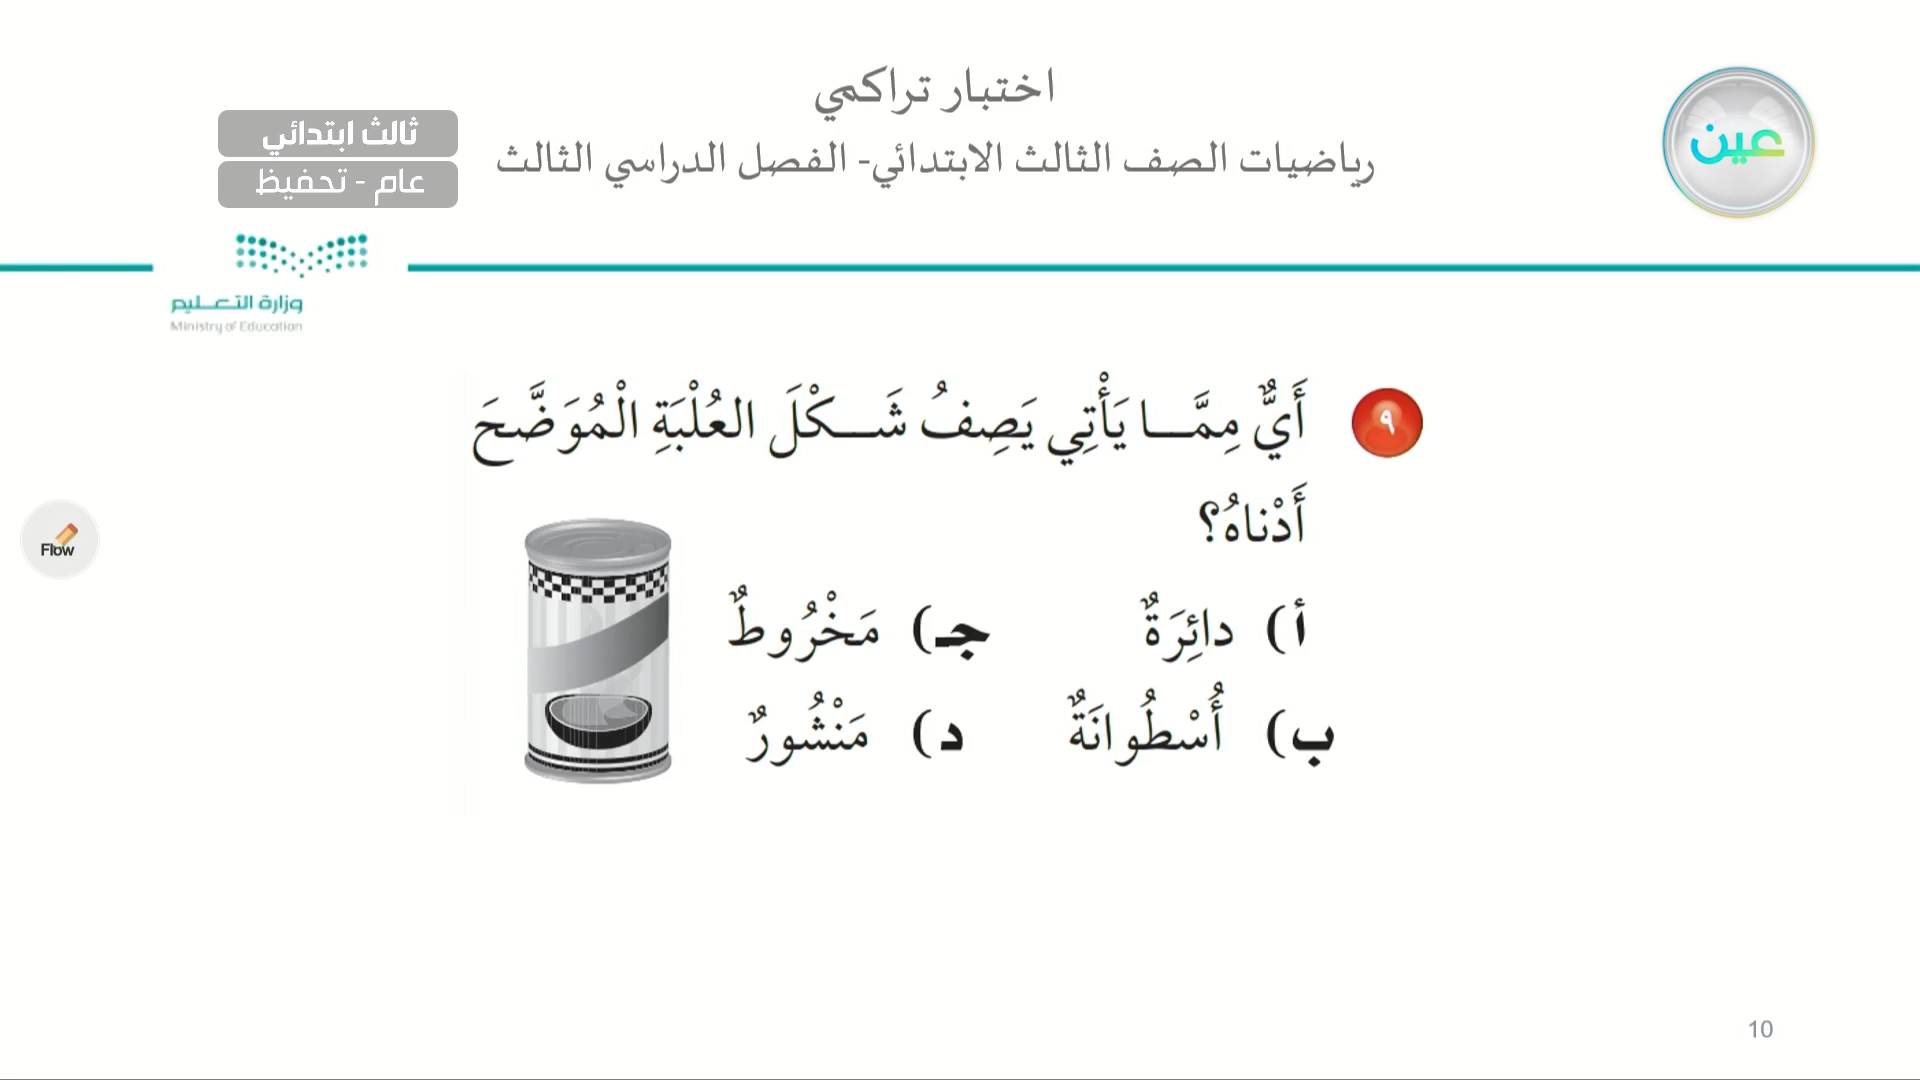 اختبار تراكمي
رياضيات الصف الثالث الابتدائي- الفصل الدراسي الثالث
ثالث ابتدائي
عام - تحفيظ
عين
وزارة التعليم
Ministry of Education
٩ أَيٌّ مِمَّا يَأْتِي يَصِفُ شَكْلَ العُلْبَةِ الْمُوَضَّحَ
أَدْناهُ؟
أ) دائِرَةٌ جـ) مَخْرُوطٌ
ب) أُسْطُوانَةٌ د) مَنْشُورٌ
Flow
10